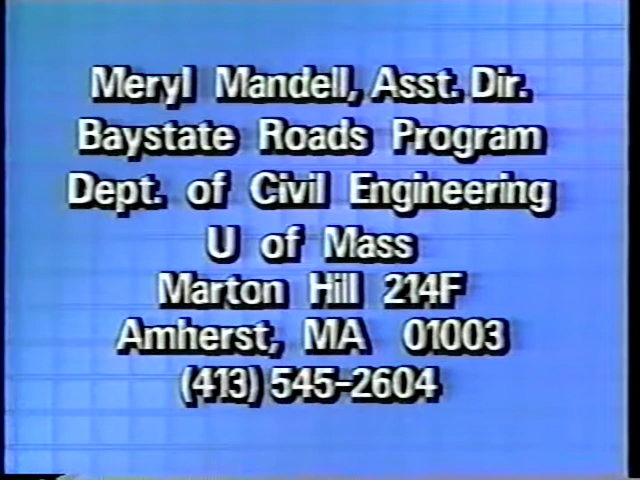 Meryl Mandell, Asst. Dir.
Baystate Roads Program
Dept. of Civil Engineering
U of Mass
Marton Hill 214F
Amherst, MA 01003
(413) 545-2604